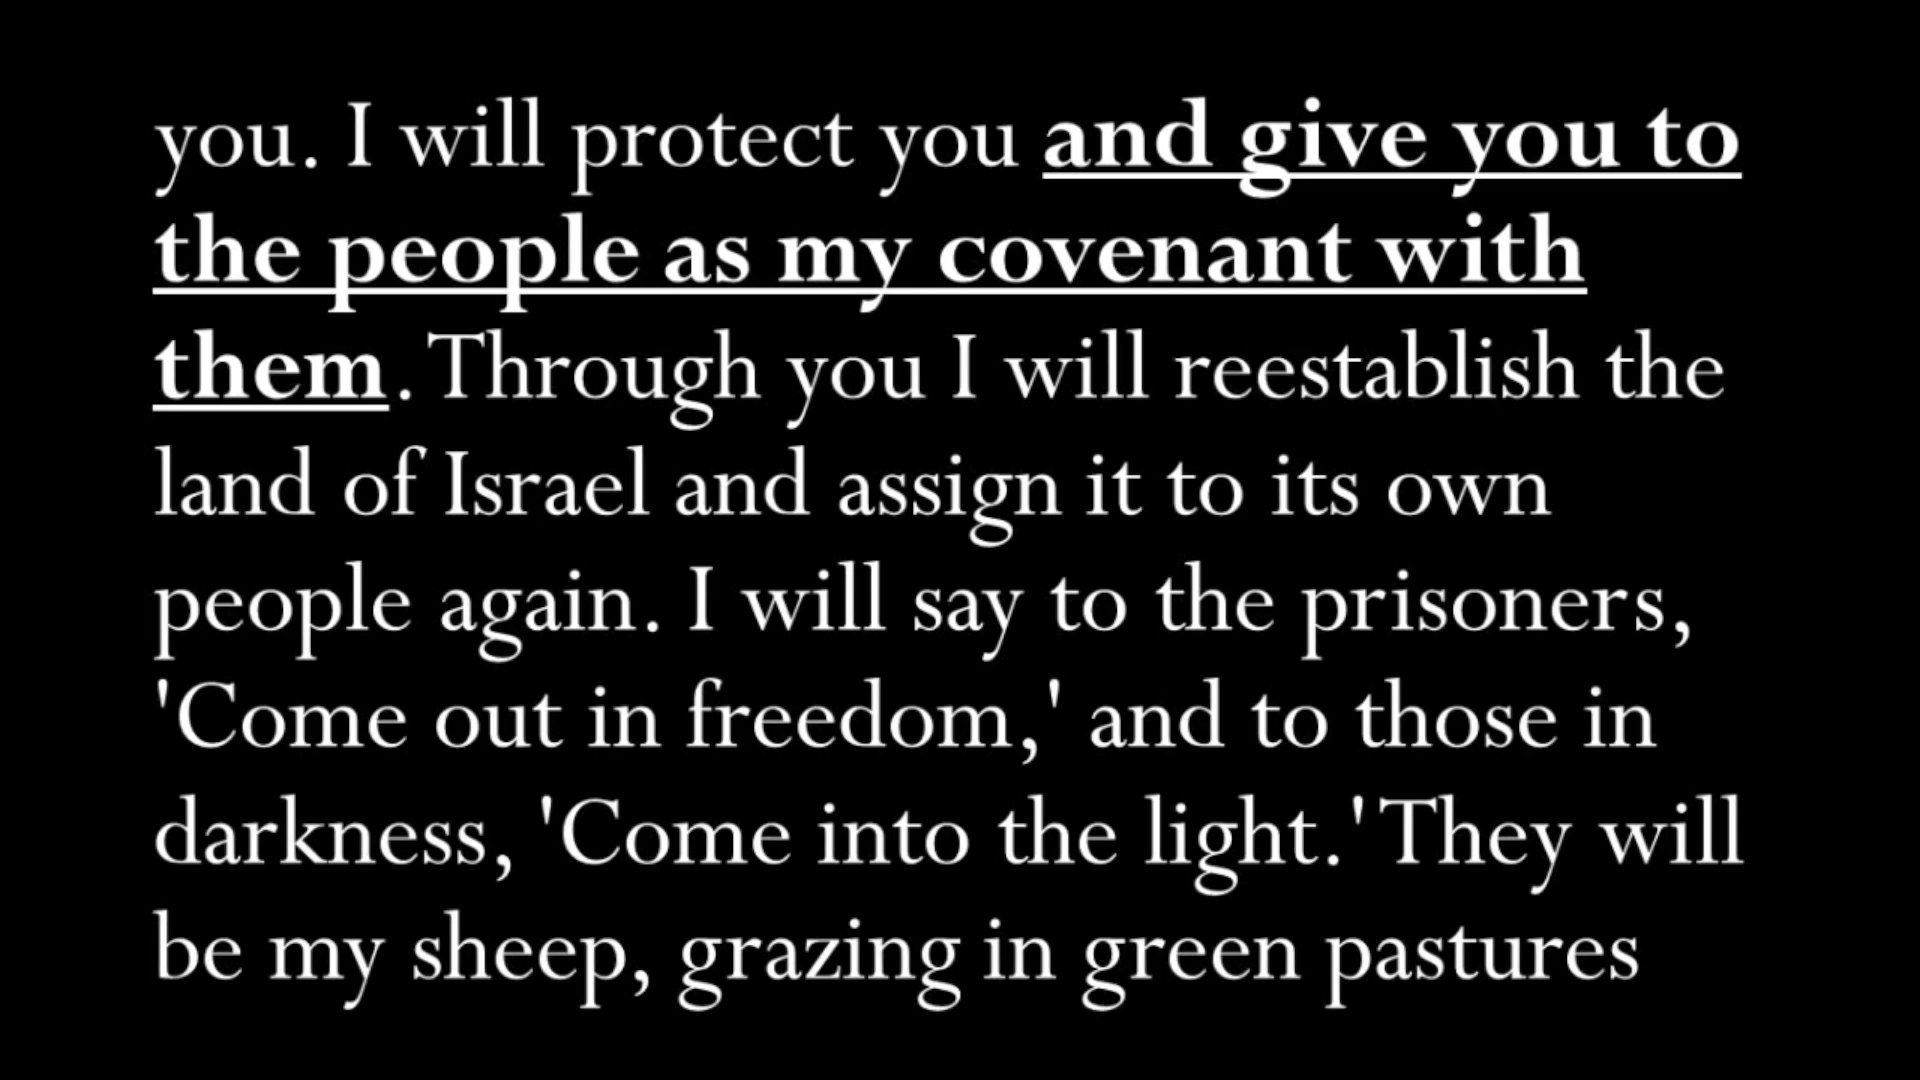 you. I will protect you and give you to
the people as my covenant with
them. Through you I will reestablish the
land of Israel and assign it to its own
people again. I will say to the prisoners,
'Come out in freedom,' and to those in
darkness, 'Come into the light.' They will
be my sheep, grazing in green pastures